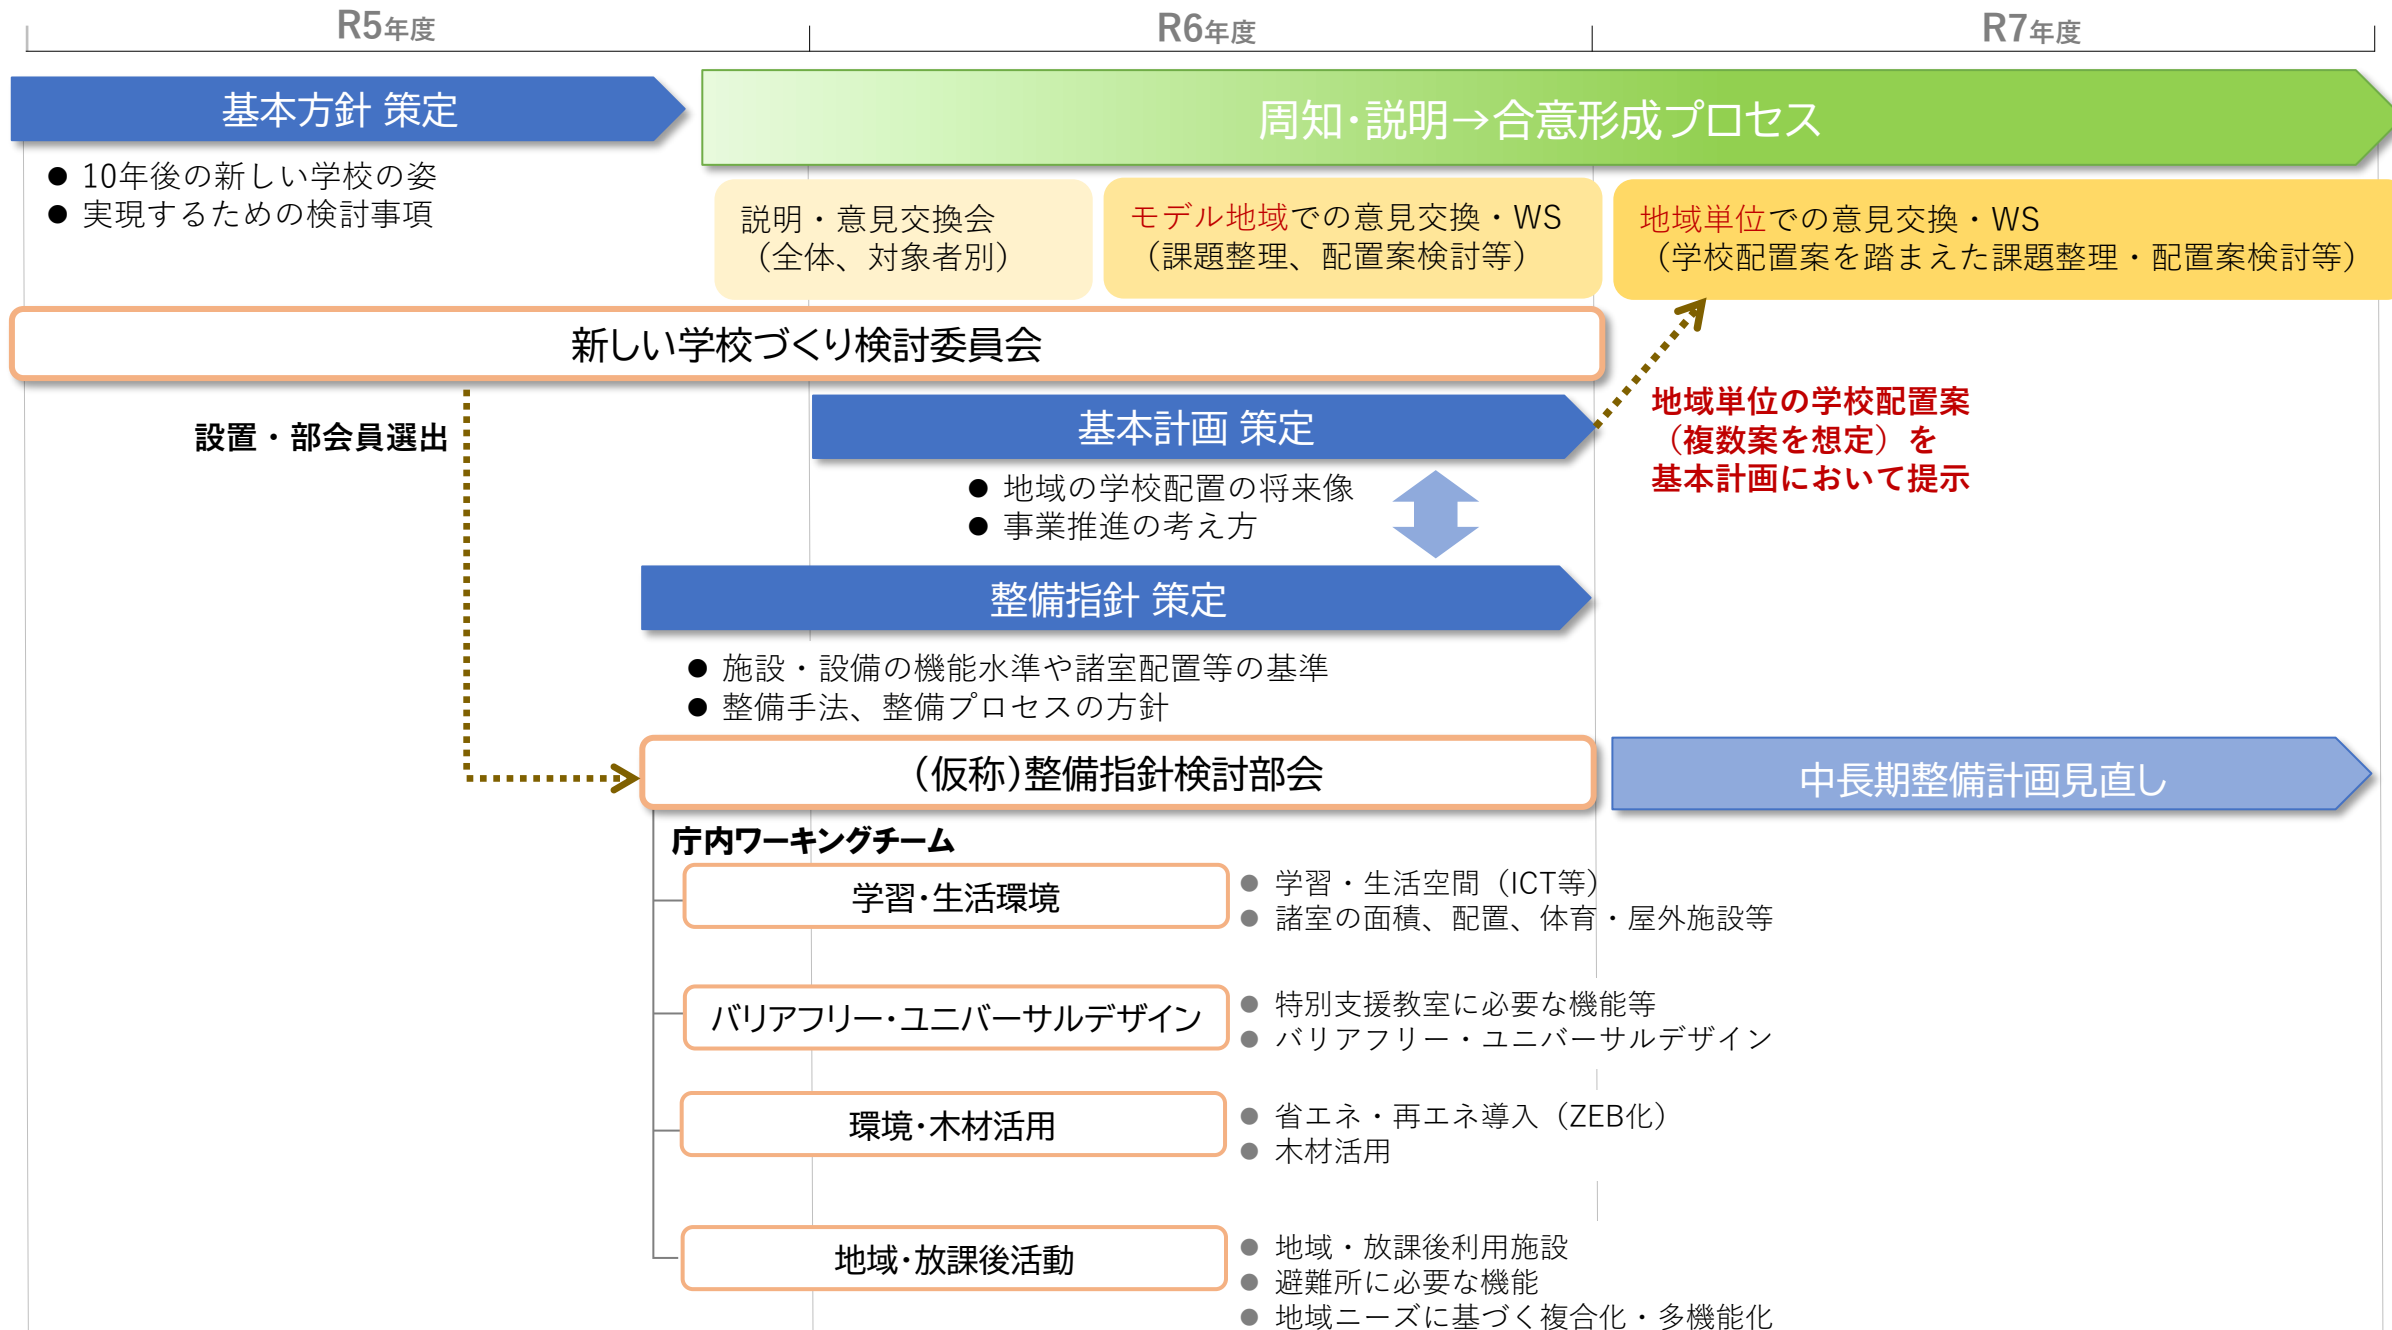 R5年度
R6年度
R7年度
基本方針 策定
周知・説明→合意形成プロセス
● 10年後の新しい学校の姿
● 実現するための検討事項
説明・意見交換会
（全体、対象者別）
モデル地域での意見交換・WS
（課題整理、配置案検討等）
地域単位での意見交換・WS
（学校配置案を踏まえた課題整理・配置案検討等）
新しい学校づくり検討委員会
設置・部会員選出
基本計画 策定
地域単位の学校配置案
（複数案を想定）を
基本計画において提示
● 地域の学校配置の将来像
● 事業推進の考え方
整備指針 策定
● 施設・設備の機能水準や諸室配置等の基準
● 整備手法、整備プロセスの方針
（仮称）整備指針検討部会
中長期整備計画見直し
庁内ワーキングチーム
学習・生活環境
● 学習・生活空間（ICT等）
● 諸室の面積、配置、体育・屋外施設等
バリアフリー・ユニバーサルデザイン
● 特別支援教室に必要な機能等
● バリアフリー・ユニバーサルデザイン
環境・木材活用
● 省エネ・再エネ導入（ZEB化）
● 木材活用
地域・放課後活動
● 地域・放課後利用施設
● 避難所に必要な機能
● 地域ニーズに基づく複合化・多機能化